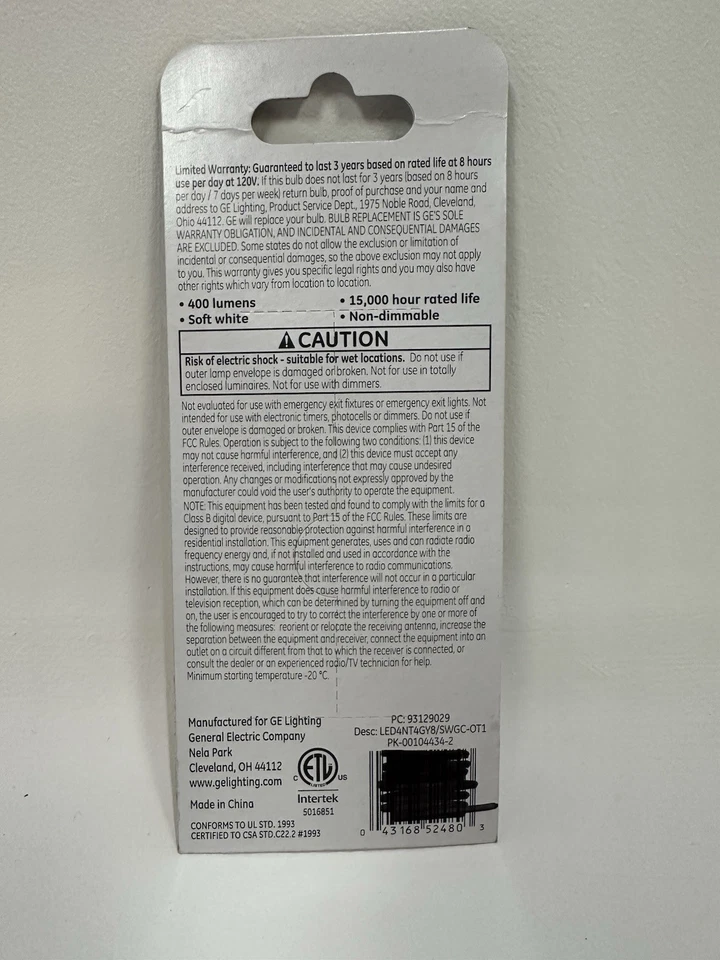 Limited Warranty: Guaranteed to last 3 years based on rated life at 8 hours
use per day at 120V. If this bulb does not last for 3 years (based on 8 hours
per day / 7 days per week) return bulb, proof of purchase and your name and
address to GE Lighting, Product Service Dept., 1975 Noble Road, Cleveland,
Ohio 44112. GE will replace your bulb. BULB REPLACEMENT IS GE'S SOLE
WARRANTY OBLIGATION, AND INCIDENTAL AND CONSEQUENTIAL DAMAGES
ARE EXCLUDED. Some states do not allow the exclusion or limitation of
incidental or consequential damages, so the above exclusion may not apply
to you. This warranty gives you specific legal rights and you may also have
other rights which vary from location to location.
• 400 lumens
• 15,000 hour rated life
• Soft white
• Non-dimmable
CAUTION
Risk of electric shock - suitable for wet locations. Do not use if
outer lamp envelope is damaged or broken. Not for use in totally
enclosed luminaires. Not for use with dimmers.
Not evaluated for use with emergency exit fixtures or emergency exit lights. Not
intended for use with electronic timers, photocells or dimmers. Do not use if
outer envelope is damaged or broken. This device complies with Part 15 of the
FCC Rules. Operation is subject to the following two conditions: (1) this device
may not cause harmful interference, and (2) this device must accept any
interference received, including interference that may cause undesired
operation. Any changes or modifications not expressly approved by the
manufacturer could void the user's authority to operate the equipment.
NOTE: This equipment has been tested and found to comply with the limits for a
Class B digital device, pursuant to Part 15 of the FCC Rules. These limits are
designed to provide reasonable protection against harmful interference in a
residential installation. This equipment generates, uses and can radiate radio
frequency energy and, if not installed and used in accordance with the
instructions, may cause harmful interference to radio communications.
However, there is no guarantee that interference will not occur in a particular
installation. If this equipment does cause harmful interference to radio or
television reception, which can be determined by turning the equipment off and
on, the user is encouraged to try to correct the interference by one or more of
the following measures: reorient or relocate the receiving antenna, increase the
separation between the equipment and receiver, connect the equipment into an
outlet on a circuit different from that to which the receiver is connected, or
consult the dealer or an experienced radio/TV technician for help.
Minimum starting temperature -20 °C.
Manufactured for GE Lighting
General Electric Company
Nela Park
Cleveland, OH 44112
www.gelighting.com
Made in China
CONFORMS TO UL STD. 1993
CERTIFIED TO CSA STD.C22.2 #1993
C ETL US
LISTED
Intertek
5016851
PC: 93129029
Desc: LED4NT4GY8/SWGC-OT1
PK-00104434-2
0 43168 52480 3